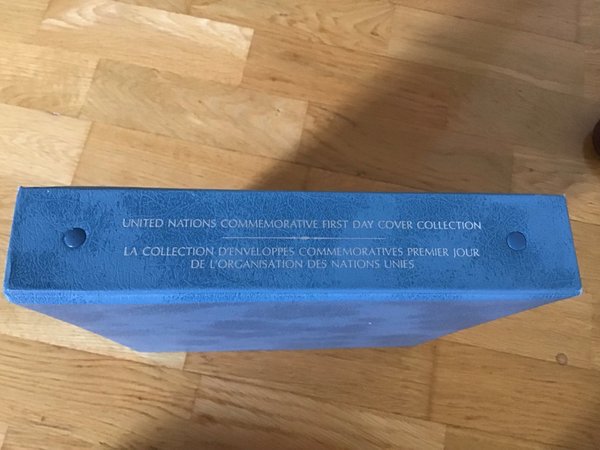 UNITED NATIONS COMMEMORATIVE FIRST DAY COVER COLLECTION
LA COLLECTION D'ENVELOPPES COMMEMORATIVES PREMIER JOUR
DE L'ORGANISATION DES NATIONS UNIES